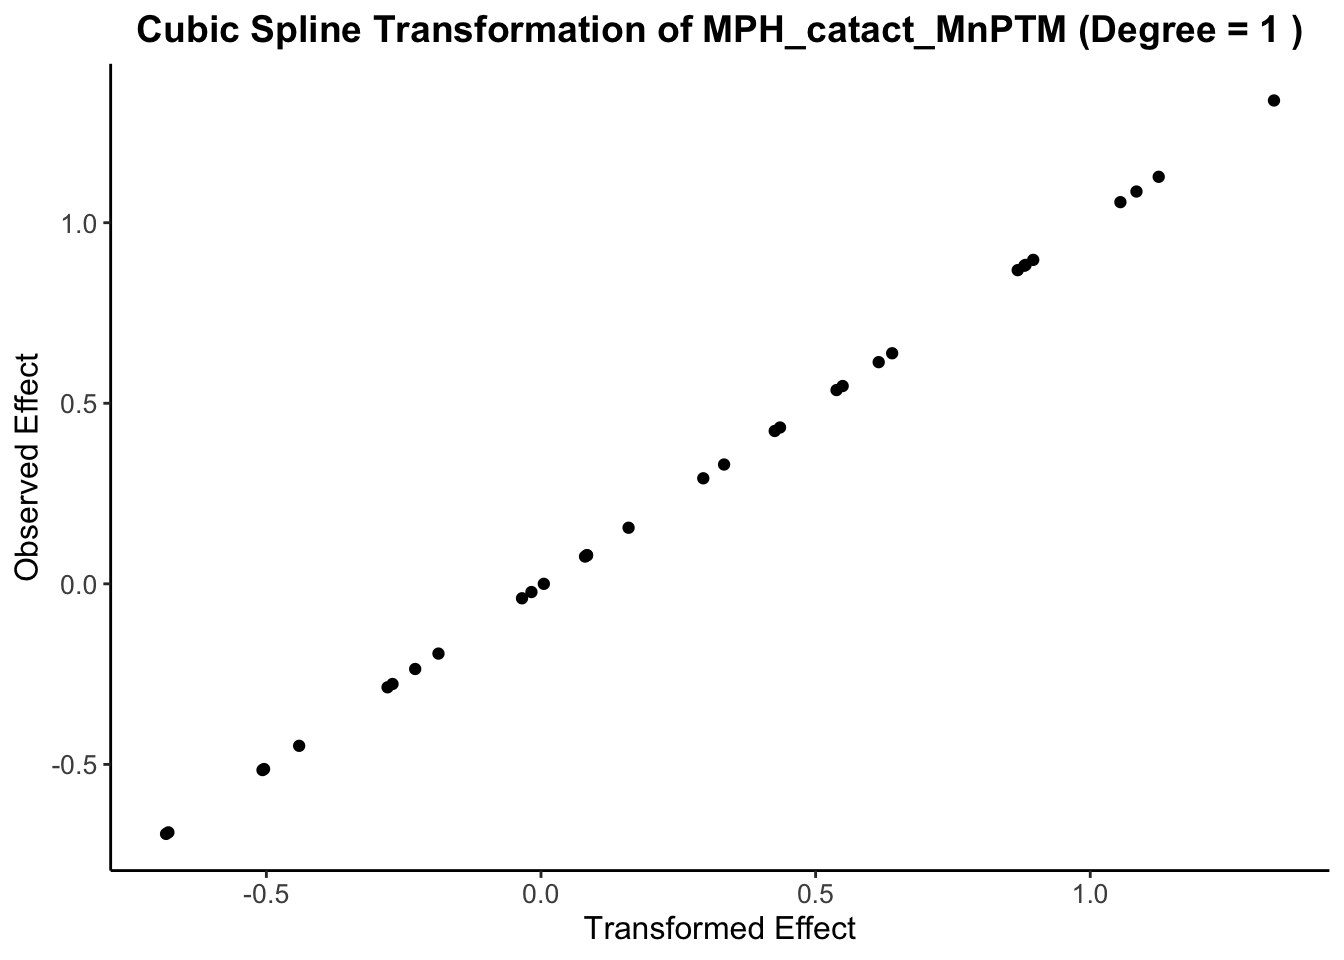 Cubic Spline Transformation of MPH_catact_MnPTM (Degree = 1 )
Observed Effect
1.0
0.5
0.0
-0.5
-0.5
0.0
0.5
1.0
Transformed Effect